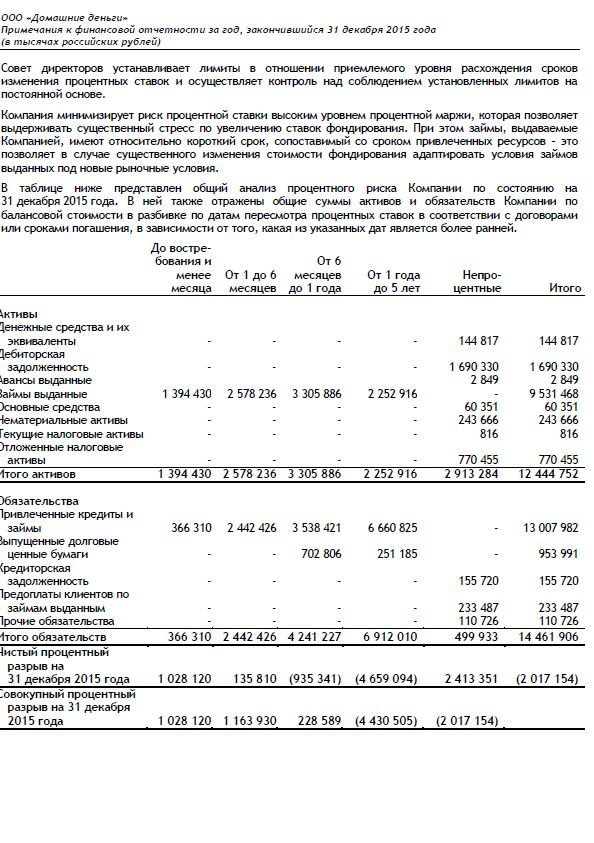 ООО «Домашние деньги»
Примечания к финансовой отчетности за год, закончившийся 31 декабря 2015 года
(в тысячах российских рублей)
Совет директоров устанавливает лимиты в отношении приемлемого уровня расхождения сроков
изменения процентных ставок и осуществляет контроль над соблюдением установленных лимитов на
постоянной основе.
Компания минимизирует риск процентной ставки высоким уровнем процентной маржи, которая позволяет
выдерживать существенный стресс по увеличению ставок фондирования. При этом займы, выдаваемые
Компанией, имеют относительно короткий срок, сопоставимый со сроком привлеченных ресурсов – это
позволяет в случае существенного изменения стоимости фондирования адаптировать условия займов
выданных под новые рыночные условия.
В таблице ниже представлен общий анализ процентного риска Компании по состоянию на
31 декабря 2015 года. В ней также отражены общие суммы активов и обязательств Компании по
балансовой стоимости в разбивке по датам пересмотра процентных ставок в соответствии с договорами
или сроками погашения, в зависимости от того, какая из указанных дат является более ранней.
До востре-
бования и От 6
менее От 1 до 6 месяцев От 1 года Непро-
месяца месяцев до 1 года до 5 лет центные Итого
Активы
Денежные средства и их
эквиваленты - - - - 144 817 144 817
Дебиторская
задолженность - - - - 1 690 330 1 690 330
Авансы выданные 2 849 2 849
Займы выданные 1 394 430 2 578 236 3 305 886 2 252 916 - 9 531 468
Основные средства - - - - 60 351 60 351
Нематериальные активы - - - - 243 666 243 666
Текущие налоговые активы - - - - 816 816
Отложенные налоговые
активы - - - - 770 455 770 455
Итого активов 1 394 430 2 578 236 3 305 886 2 252 916 2 913 284 12 444 752
Обязательства
Привлеченные кредиты и
займы 366 310 2 442 426 3 538 421 6 660 825 - 13 007 982
Выпущенные долговые
ценные бумаги - - 702 806 251 185 - 953 991
Кредиторская
задолженность - - - - 155 720 155 720
Предоплаты клиентов по
займам выданным - - - - 233 487 233 487
Прочие обязательства - - - - 110 726 110 726
Итого обязательств 366 310 2 442 426 4 241 227 6 912 010 499 933 14 461 906
Чистый процентный
разрыв на
31 декабря 2015 года 1 028 120 135 810 (935 341) (4 659 094) 2 413 351 (2 017 154)
Совокупный процентный
разрыв на 31 декабря
2015 года 1 028 120 1 163 930 228 589 (4 430 505) (2 017 154)